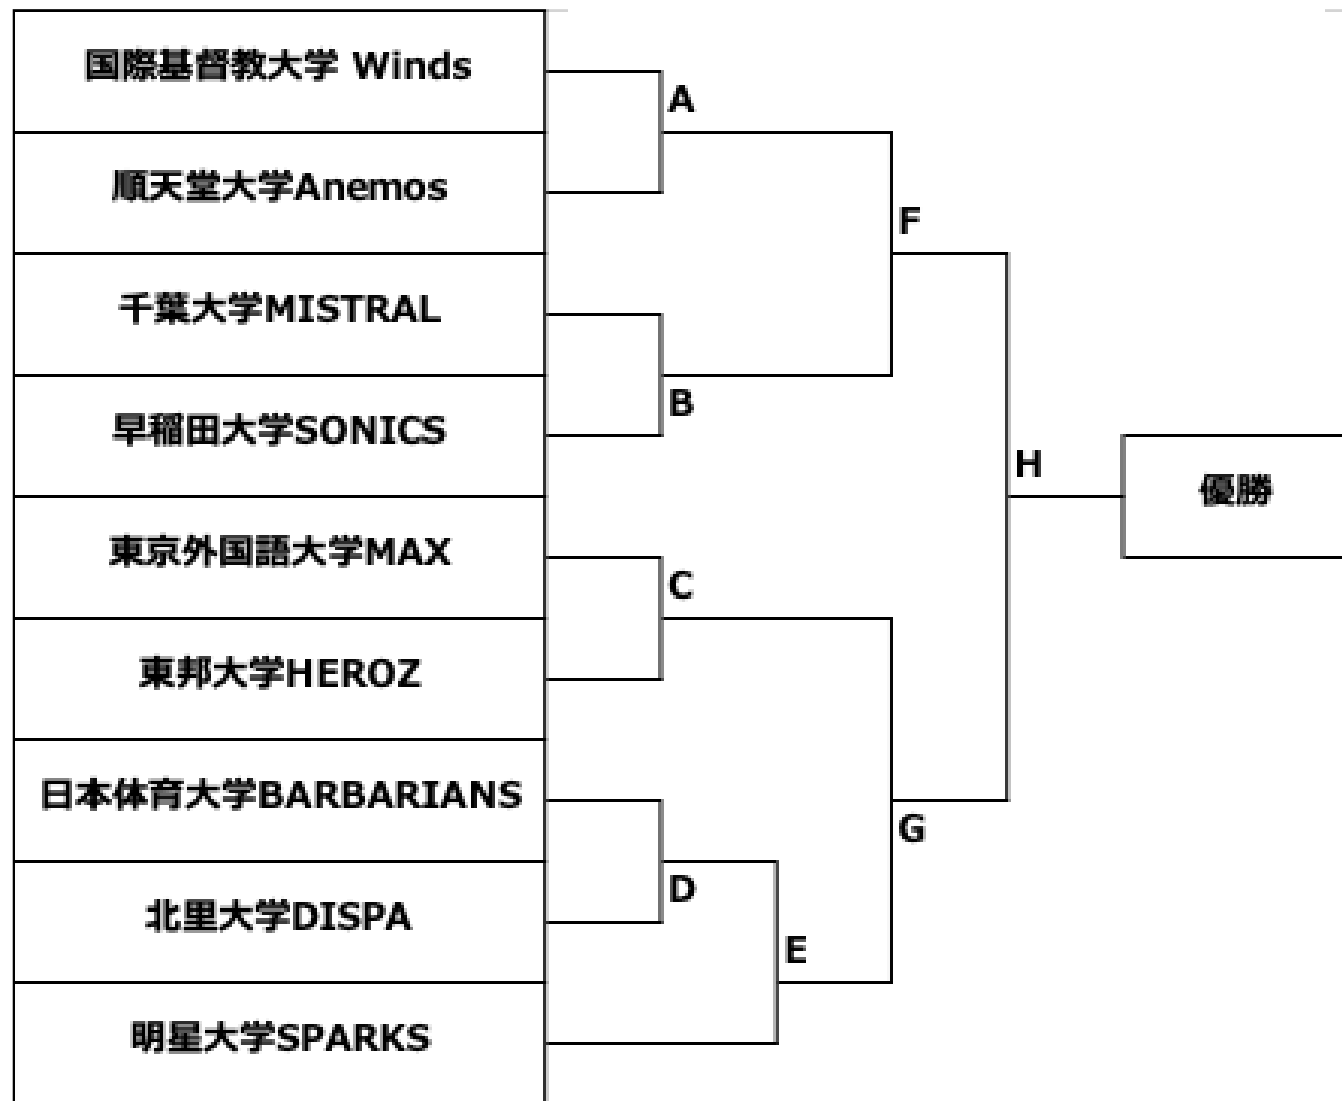 国際基督教大学 Winds
A
順天堂大学Anemos
F
千葉大学MISTRAL
B
早稲田大学SONICS
H
優勝
東京外国語大学MAX
C
東邦大学HEROZ
日本体育大学BARBARIANS
G
北里大学DISPA
D
E
明星大学SPARKS